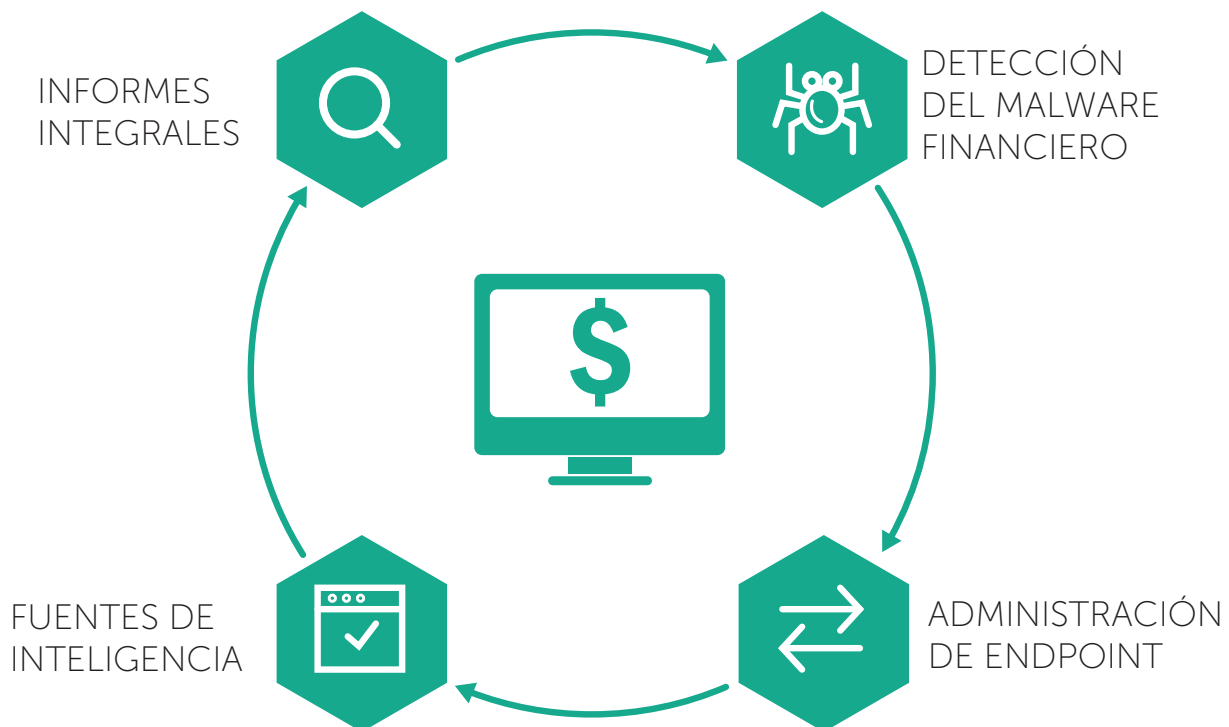 INFORMES
INTEGRALES
DETECCIÓN
DEL MALWARE
FINANCIERO
$
FUENTES DE
INTELIGENCIA
ADMINISTRACIÓN
DE ENDPOINT